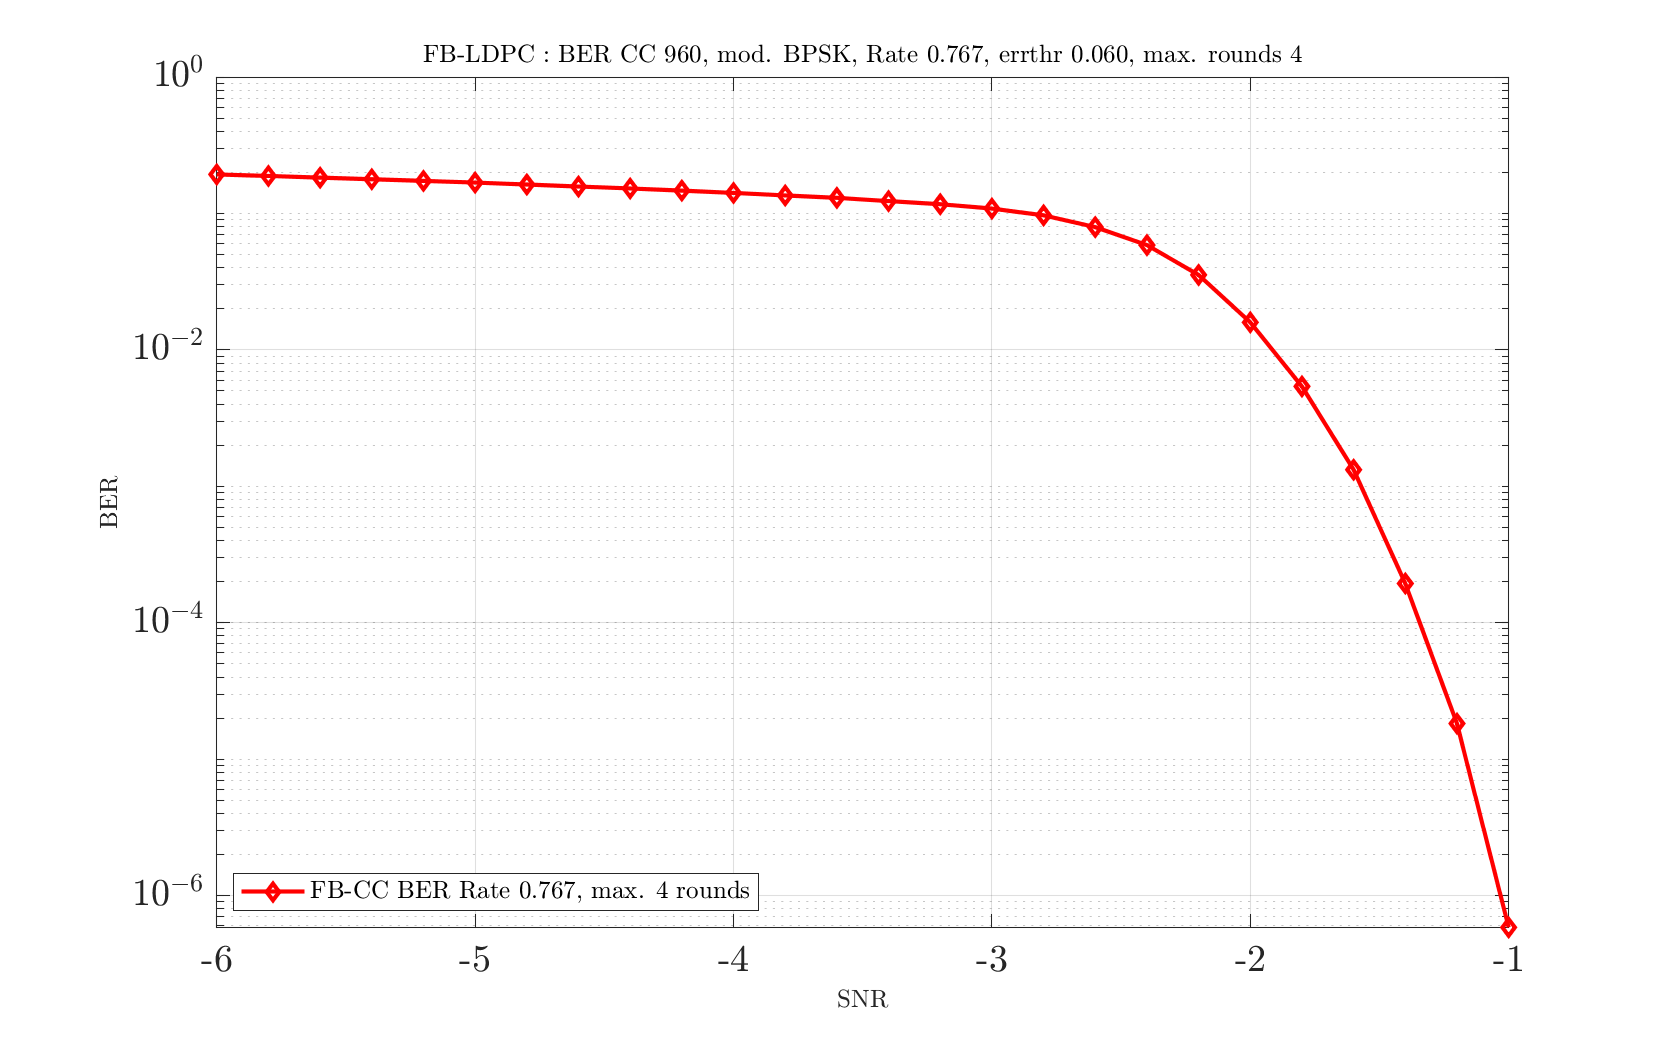 FB-LDPC : BER CC 960, mod. BPSK, Rate 0.767, errthr 0.060, max. rounds 4
10^0
10^-2
10^-4
10^-6
BER
FB-CC BER Rate 0.767, max. 4 rounds
-6 -5 -4 -3 -2 -1
SNR